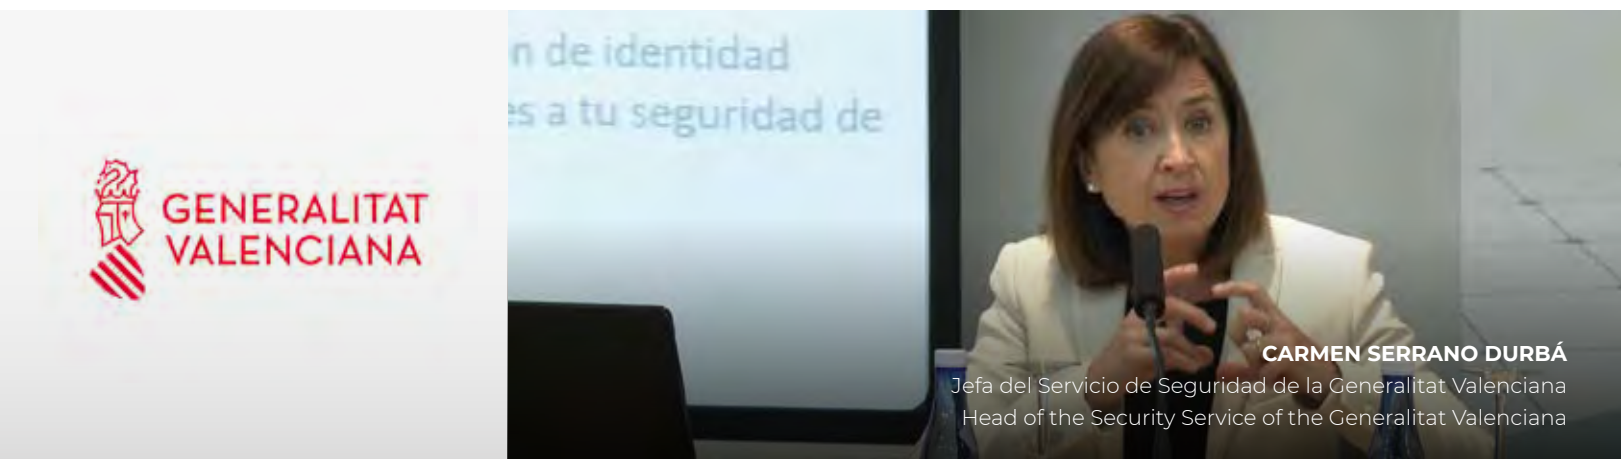 GENERALITAT
VALENCIANA
n de identidad
es a tu seguridad de
CARMEN SERRANO DURBÁ
Jefa del Servicio de Seguridad de la Generalitat Valenciana
Head of the Security Service of the Generalitat Valenciana